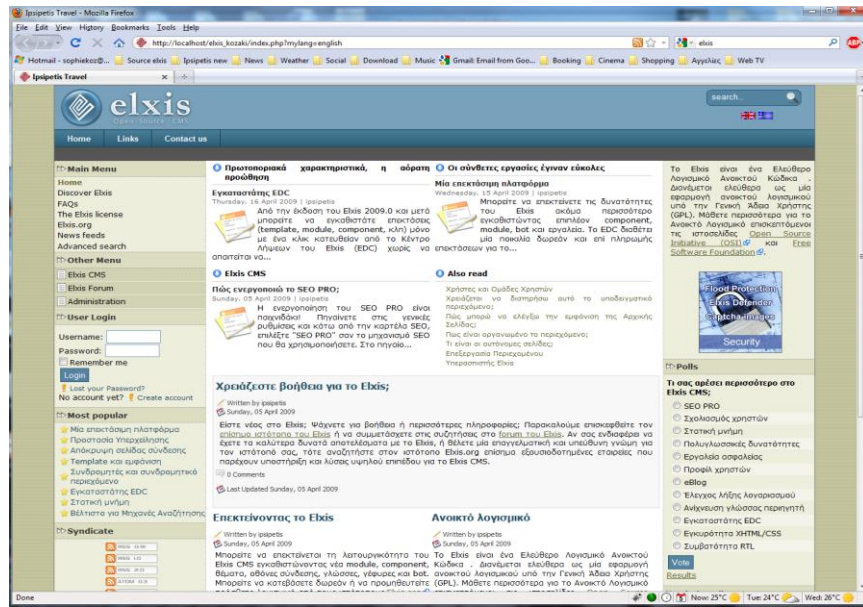 Ipsipetis Travel - Mozilla Firefox
File Edit View History Bookmarks Tools Help
http://localhost/elxis_kozaki/index.php?mylang=english
elxis
Hotmail - sophiekoz@... Source elxis Ipsipetis new News Weather Social Download Music Gmail: Email from Goo... Booking Cinema Shopping Αγγελίες Web TV
Ipsipetis Travel
elxis
Open Source CMS
search..
Home Links Contact us
Main Menu
Home
Discover Elxis
FAQs
The Elxis license
Elxis.org
News feeds
Advanced search
Other Menu
Elxis CMS
Elxis Forum
Administration
User Login
Username:
Password:
Remember me
Login
Lost your Password?
No account yet? Create account
Most popular
Μία επεκτάσιμη πλατφόρμα
Προστασία Υπερχείλησης
Απόκρυψη σελίδας σύνδεσης
Template και εμφάνιση
Συνδρομητές και συνδρομητικό
περιεχόμενο
Εγκαταστάτης EDC
Στατική μνήμη
Βέλτιστο για Μηχανές Αναζήτησης
Syndicate
RSS 0.9
RSS 1.0
RSS 2.0
ATOM 0.3
Πρωτοποριακά χαρακτηριστικά, η αόρατη
προώθηση
Εγκαταστάτης EDC
Thursday, 16 April 2009 | ipsipetis
Από την έκδοση του Elxis 2009.0 και μετά
μπορείτε να εγκαθιστάτε επεκτάσεις
(template, module, component, κλπ) μόνο
με ένα κλικ κατευθείαν από το Κέντρο
Λήψεων του Elxis (EDC) χωρίς να
απαιτείται να...
Οι σύνθετες εργασίες έγιναν εύκολες
Μία επεκτάσιμη πλατφόρμα
Wednesday, 15 April 2009 | ipsipetis
Μπορείτε να επεκτείνετε τις δυνατότητες
του Elxis ακόμα περισσότερο
εγκαθιστώντας επιπλέον component,
module, bot και εργαλεία. Το EDC διαθέτει
μία ποικιλία δωρεάν και επί πληρωμής
επεκτάσεων για το...
Elxis CMS
Πώς ενεργοποιώ το SEO PRO;
Sunday, 05 April 2009 | ipsipetis
Η ενεργοποίηση του SEO PRO είναι
παιχνιδάκι! Πηγαίνετε στις γενικές
ρυθμίσεις και κάτω από την καρτέλα SEO,
επιλέξτε "SEO PRO" σαν το μηχανισμό SEO
που θα χρησιμοποιήσετε. Στο πηγαίο...
Also read
Χρήστες και Ομάδες Χρηστών
Χρειάζεται να διατηρήσω αυτό το υποδειγματικό
περιεχόμενο;
Πώς μπορώ να ελέγξω την εμφάνιση της Αρχικής
Σελίδας;
Πως είναι οργανωμένο το περιεχόμενο;
Τι είναι οι αυτόνομες σελίδες;
Επεξεργασία Περιεχομένου
Υπερασπιστής Elxis
Χρειάζεστε βοήθεια για το Elxis;
Written by ipsipetis
Sunday, 05 April 2009
Είστε νέος στο Elxis; Ψάχνετε για βοήθεια ή περισσότερες πληροφορίες; Παρακαλούμε επισκεφθείτε τον
επίσημο ιστότοπο του Elxis ή να συμμετάσχετε στις συζητήσεις στο forum του Elxis. Αν σας ενδιαφέρει να
έχετε τα καλύτερα δυνατά αποτελέσματα με το Elxis, ή θέλετε μία επαγγελματική και υπεύθυνη γνώμη για
τον ιστότοπό σας, τότε αναζητήστε στον ιστότοπο Elxis.org επίσημα εξουσιοδοτημένες εταιρείες που
παρέχουν υποστήριξη και λύσεις υψηλού επιπέδου για το Elxis CMS.
0 Comments
Last Updated Sunday, 05 April 2009
Επεκτείνοντας το Elxis
Written by ipsipetis
Sunday, 05 April 2009
Μπορείτε να επεκτείνεται τη λειτουργικότητα του
Elxis CMS εγκαθιστώντας νέα module, component,
θέματα, οθόνες σύνδεσης, γλώσσες, γέφυρες και bot.
Μπορείτε να κατεβάσετε δωρεάν ή να προμηθευτείτε
Ανοικτό λογισμικό
Written by ipsipetis
Sunday, 05 April 2009
Το Elxis είναι ένα Ελεύθερο Λογισμικό Ανοικτού
Κώδικα . Διανέμεται ελεύθερα ως μία εφαρμογή
ανοικτού λογισμικού υπό την Γενική Άδεια Χρήστης
(GPL). Μάθετε περισσότερα για το Ανοικτό Λογισμικό
Το Elxis είναι ένα Ελεύθερο
Λογισμικό Ανοικτού Κώδικα .
Διανέμεται ελεύθερα ως μία
εφαρμογή ανοικτού λογισμικού
υπό την Γενική Άδεια Χρήστης
(GPL). Μάθετε περισσότερα για το
Ανοικτό Λογισμικό επισκεπτόμενοι
τις ιστοσελίδες Open Source
Initiative (OSI) και Free
Software Foundation.
Flood Protection
Elxis Defender
Captcha images
Security
Polls
Τι σας αρέσει περισσότερο στο
Elxis CMS;
SEO PRO
Σχολιασμός χρηστών
Στατική μνήμη
Πολυγλωσσικές δυνατότητες
Εργαλεία ασφαλείας
Προφίλ χρηστών
eBlog
Έλεγχος λήξης λογαριασμού
Ανίχνευση γλώσσας περιηγητή
Εγκαταστάτης EDC
Εγκυρότητα XHTML/CSS
Συμβατότητα RTL
Vote
Results
Done
Now: 25°C Tue: 24°C Wed: 26°C